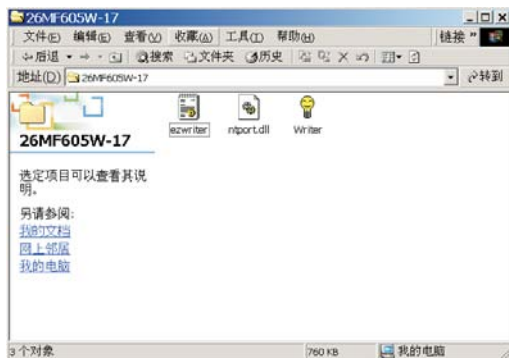 26MF605W-17
文件(F) 编辑(E) 查看(V) 收藏(A) 工具(T) 帮助(H) 链接 »
后退 搜索 文件夹 历史
地址(D) 26MF605W-17 转到
26MF605W-17
ezwriter ntport.dll Writer
选定项目可以查看其说
明。
另请参阅:
我的文档
网上邻居
我的电脑
3 个对象 760 KB 我的电脑